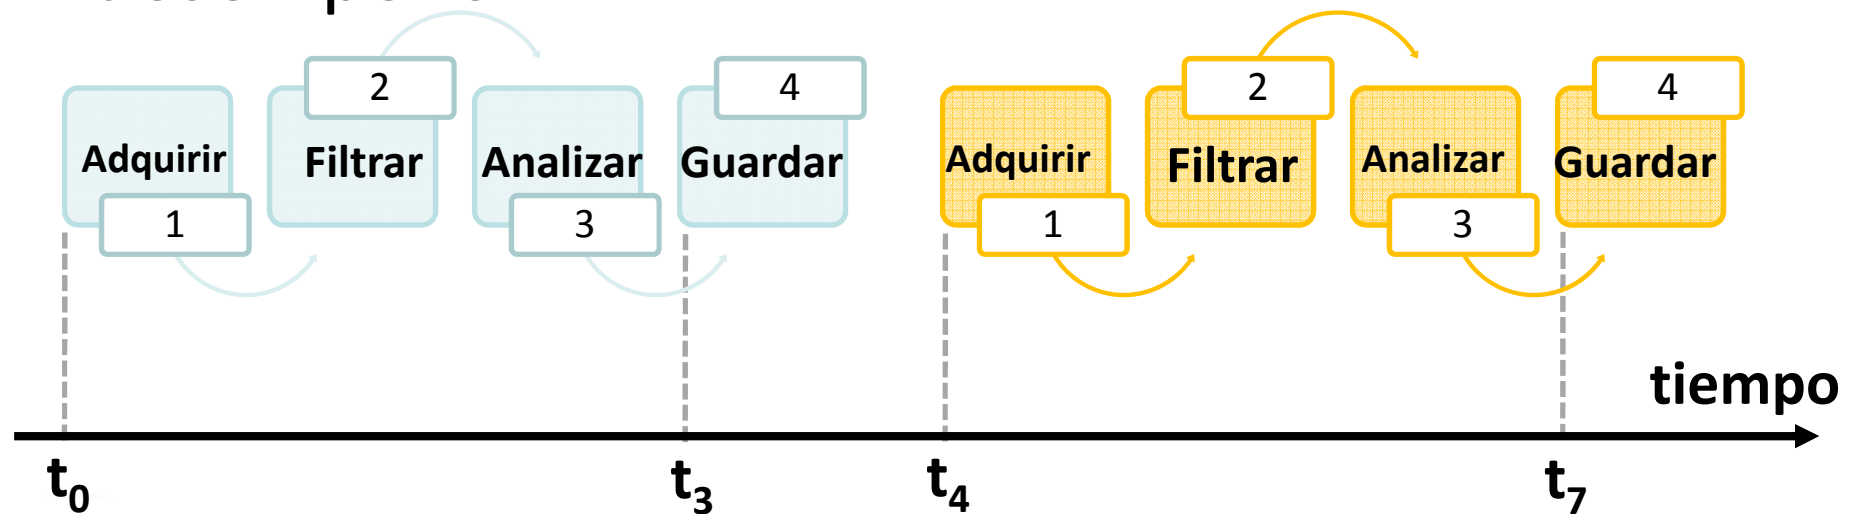 2 4 2 4
Adquirir Filtrar Analizar Guardar Adquirir Filtrar Analizar Guardar
1 3 1 3
tiempo
t0 t3 t4 t7